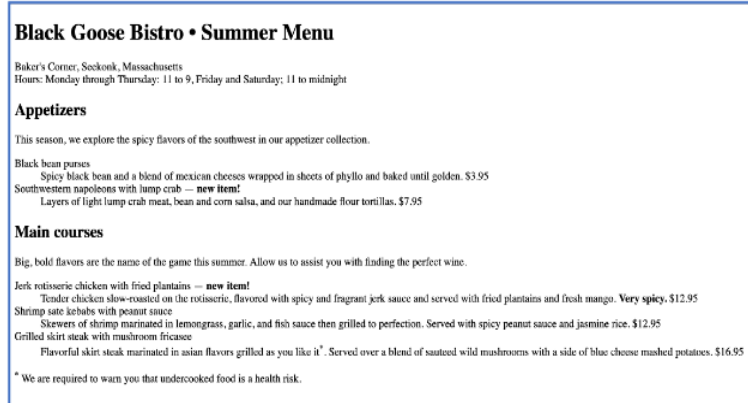 Black Goose Bistro • Summer Menu
Baker's Corner, Seekonk, Massachusetts
Hours: Monday through Thursday: 11 to 9, Friday and Saturday; 11 to midnight
Appetizers
This season, we explore the spicy flavors of the southwest in our appetizer collection.
Black bean purses
Spicy black bean and a blend of mexican cheeses wrapped in sheets of phyllo and baked until golden. $3.95
Southwestern napoleons with lump crab — new item!
Layers of light lump crab meat, bean and corn salsa, and our handmade flour tortillas. $7.95
Main courses
Big, bold flavors are the name of the game this summer. Allow us to assist you with finding the perfect wine.
Jerk rotisserie chicken with fried plantains — new item!
Tender chicken slow-roasted on the rotisserie, flavored with spicy and fragrant jerk sauce and served with fried plantains and fresh mango. Very spicy. $12.95
Shrimp sate kebabs with peanut sauce
Skewers of shrimp marinated in lemongrass, garlic, and fish sauce then grilled to perfection. Served with spicy peanut sauce and jasmine rice. $12.95
Grilled skirt steak with mushroom fricasee
Flavorful skirt steak marinated in asian flavors grilled as you like it*. Served over a blend of sauteed wild mushrooms with a side of blue cheese mashed potatoes. $16.95
* We are required to warn you that undercooked food is a health risk.